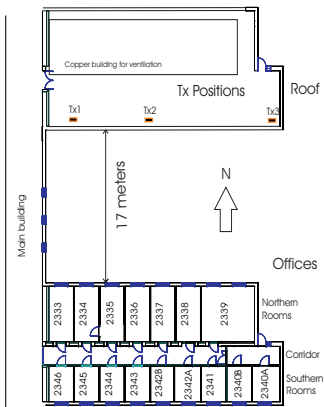 Copper building for ventilation
Tx Positions
Roof
Tx1
Tx2
Tx3
Main building
17 meters
N
Offices
2333
2334
2335
2336
2337
2338
2339
Northern
Rooms
Corridor
2346
2345
2344
2343
2342B
2342A
2341
2340B
2340A
Southern
Rooms